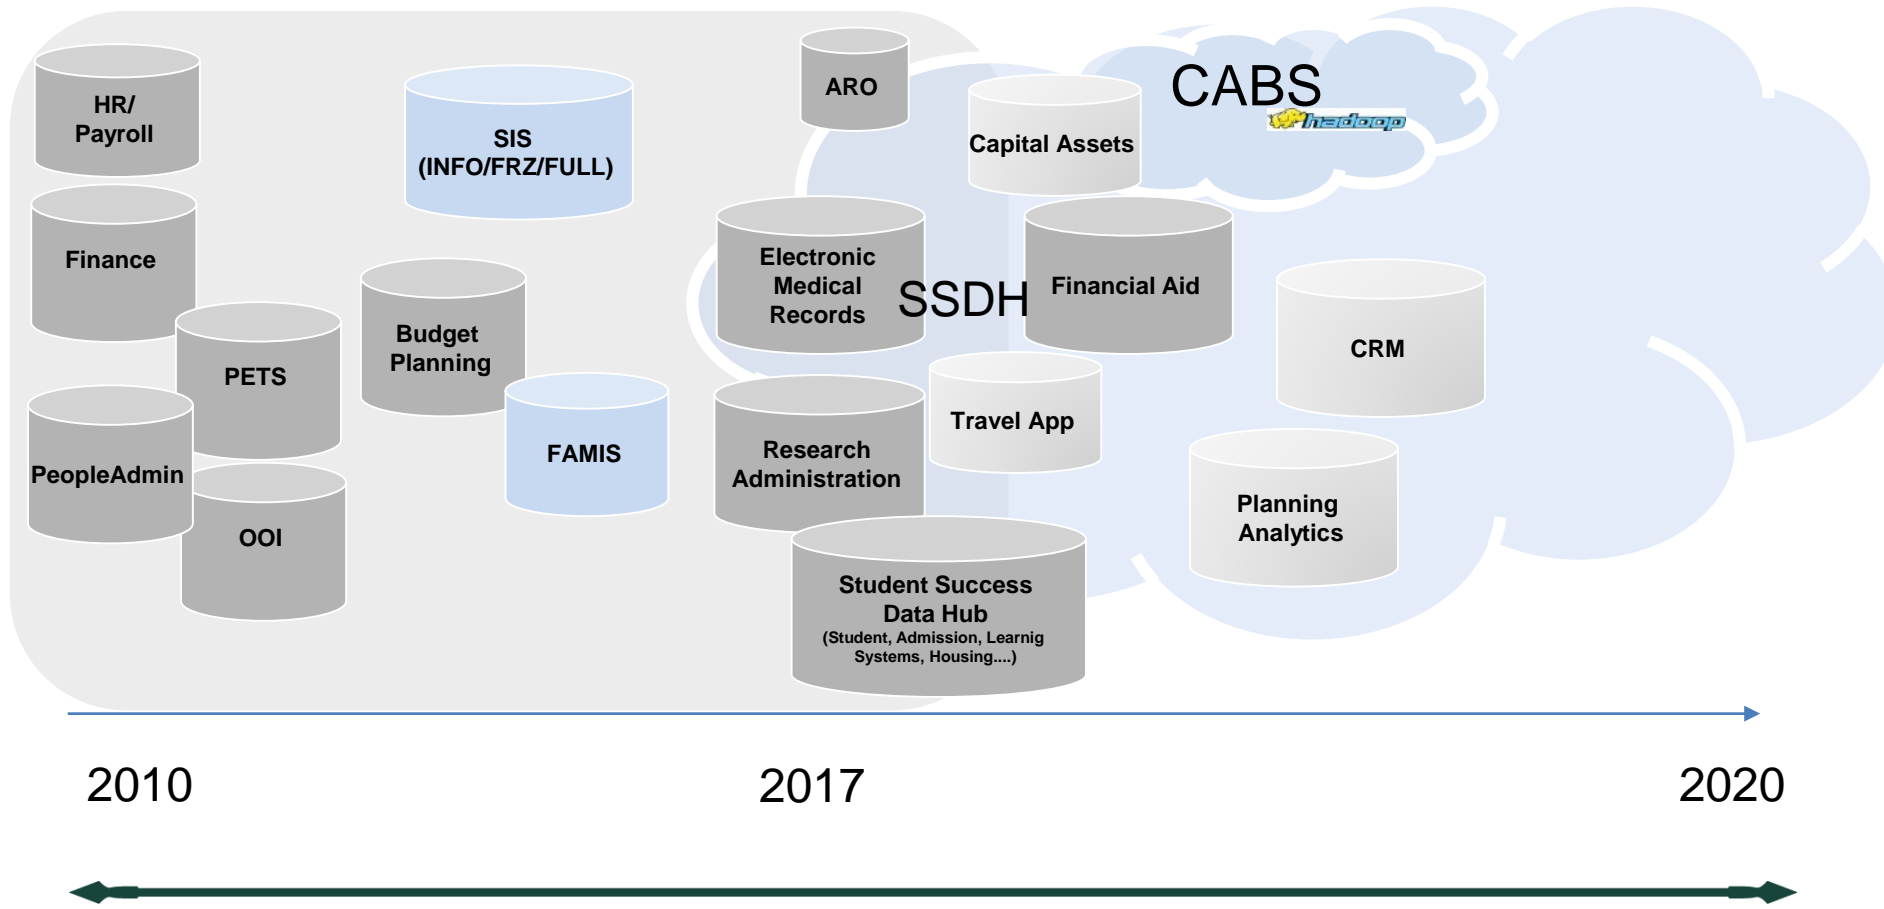 HR/
Payroll
SIS
(INFO/FRZ/FULL)
ARO
Capital Assets
CABS
hadoop
Finance
PETS
Budget
Planning
Electronic
Medical
Records
SSDH
Financial Aid
CRM
PeopleAdmin
OOI
FAMIS
Research
Administration
Travel App
Planning
Analytics
Student Success
Data Hub
(Student, Admission, Learnig
Systems, Housing....)
2010
2017
2020